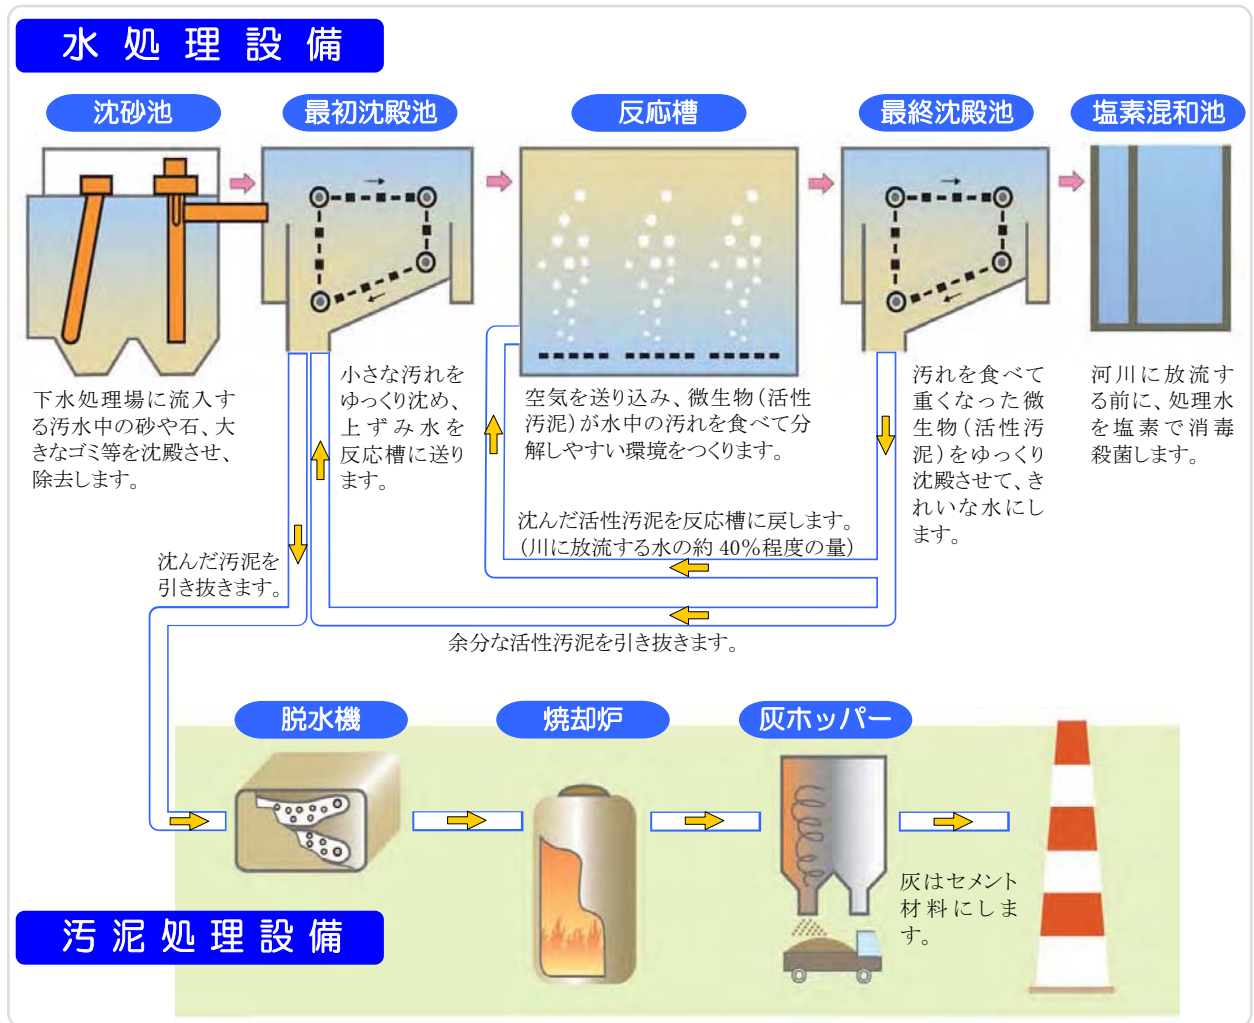 水処理設備
沈砂池
最初沈殿池
反応槽
最終沈殿池
塩素混和池
下水処理場に流入す
る汚水中の砂や石、大
きなゴミ等を沈殿させ、
除去します。
小さな汚れを
ゆっくり沈め、
上ずみ水を
反応槽に送り
ます。
空気を送り込み、微生物（活性
汚泥）が水中の汚れを食べて分
解しやすい環境をつくります。
汚れを食べて
重くなった微
生物（活性汚
泥）をゆっくり
沈殿させて、き
れいな水にし
ます。
河川に放流す
る前に、処理水
を塩素で消毒
殺菌します。
沈んだ活性汚泥を反応槽に戻します。
（川に放流する水の約 40％程度の量）
沈んだ汚泥を
引き抜きます。
余分な活性汚泥を引き抜きます。
脱水機
焼却炉
灰ホッパー
灰はセメント
材料にしま
す。
汚泥処理設備